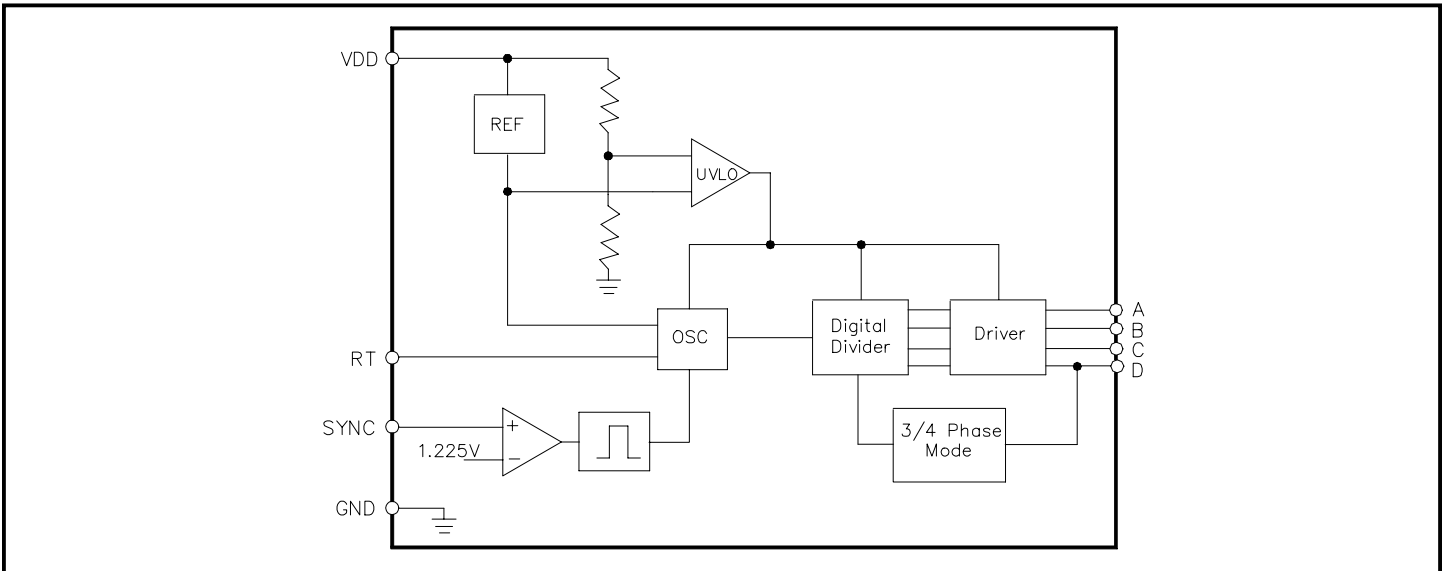 VDD
REF
UVLO
OSC
Digital
Divider
Driver
A
B
C
D
RT
SYNC
+
1.225V
−
3/4 Phase
Mode
GND